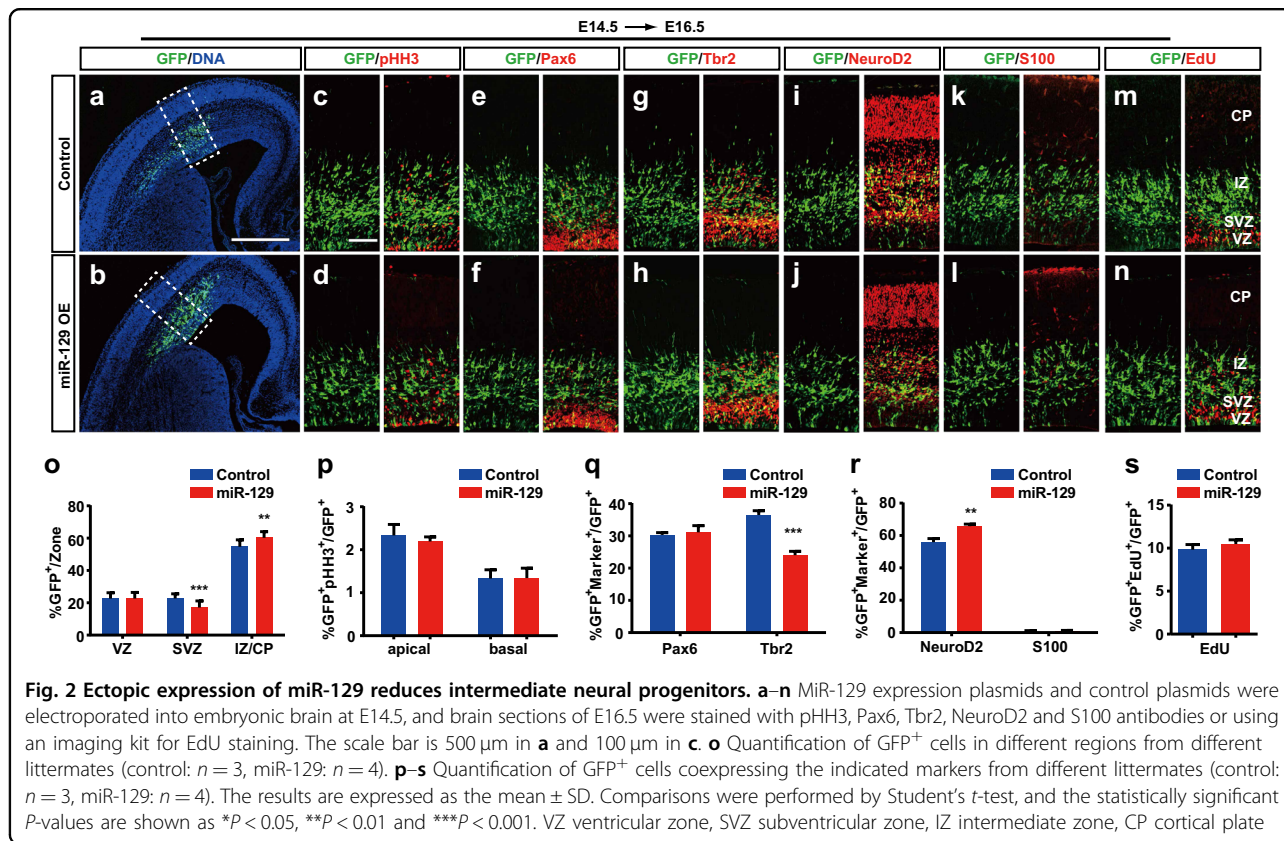 E14.5 → E16.5
GFP/DNA GFP/pHH3 GFP/Pax6 GFP/Tbr2 GFP/NeuroD2 GFP/S100 GFP/EdU
Control
a c e g i k m
CP
IZ
SVZ
VZ
miR-129 OE
b d f h j l n
CP
IZ
SVZ
VZ
o
Control
miR-129
%GFP⁺/Zone
80
60
40
20
0
**
***
VZ SVZ IZ/CP
p
Control
miR-129
%GFP⁺pHH3⁺/GFP⁺
3
2
1
0
apical basal
q
Control
miR-129
%GFP⁺Marker⁺/GFP⁺
40
30
20
10
0
***
Pax6 Tbr2
r
Control
miR-129
%GFP⁺Marker⁺/GFP⁺
80
60
40
20
0
**
NeuroD2 S100
s
Control
miR-129
%GFP⁺EdU⁺/GFP⁺
15
10
5
0
EdU
Fig. 2 Ectopic expression of miR-129 reduces intermediate neural progenitors. a–n MiR-129 expression plasmids and control plasmids were
electroporated into embryonic brain at E14.5, and brain sections of E16.5 were stained with pHH3, Pax6, Tbr2, NeuroD2 and S100 antibodies or using
an imaging kit for EdU staining. The scale bar is 500 μm in a and 100 μm in c. o Quantification of GFP⁺ cells in different regions from different
littermates (control: n = 3, miR-129: n = 4). p–s Quantification of GFP⁺ cells coexpressing the indicated markers from different littermates (control:
n = 3, miR-129: n = 4). The results are expressed as the mean ± SD. Comparisons were performed by Student's t-test, and the statistically significant
P-values are shown as *P < 0.05, **P < 0.01 and ***P < 0.001. VZ ventricular zone, SVZ subventricular zone, IZ intermediate zone, CP cortical plate